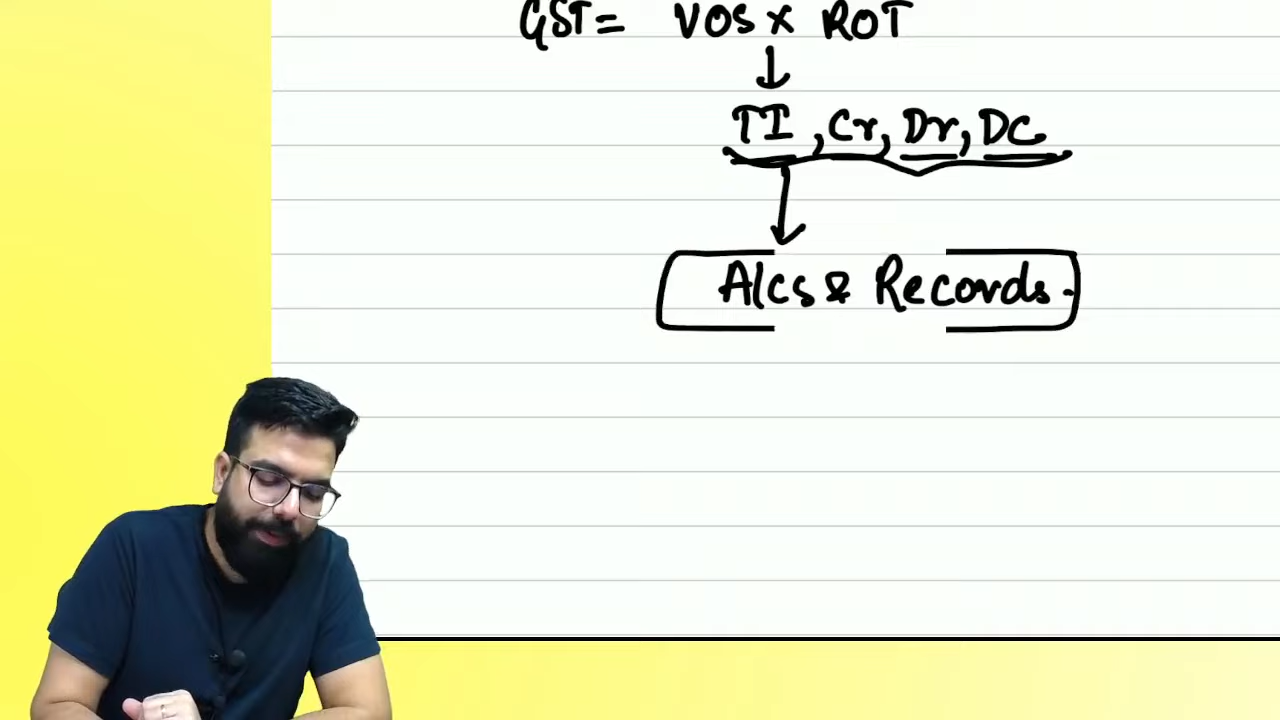 GST = VOS x ROT
TI, Cr, Dr, DC
A/cs & Records.